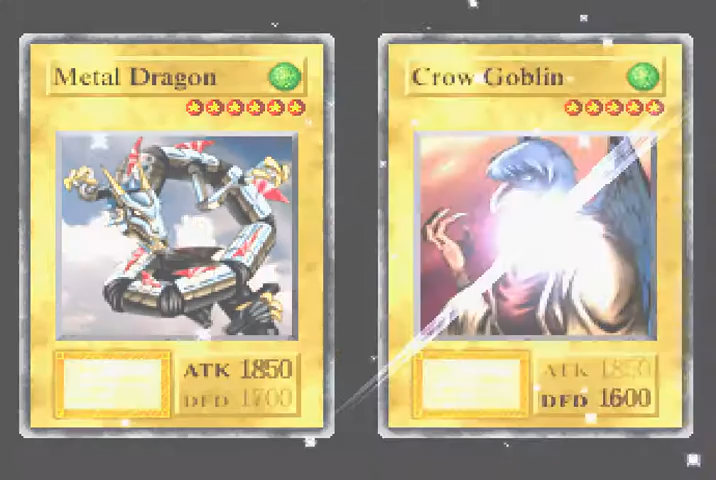 Metal Dragon
ATK 1850
DFD 1700
Crow Goblin
ATK 1850
DFD 1600